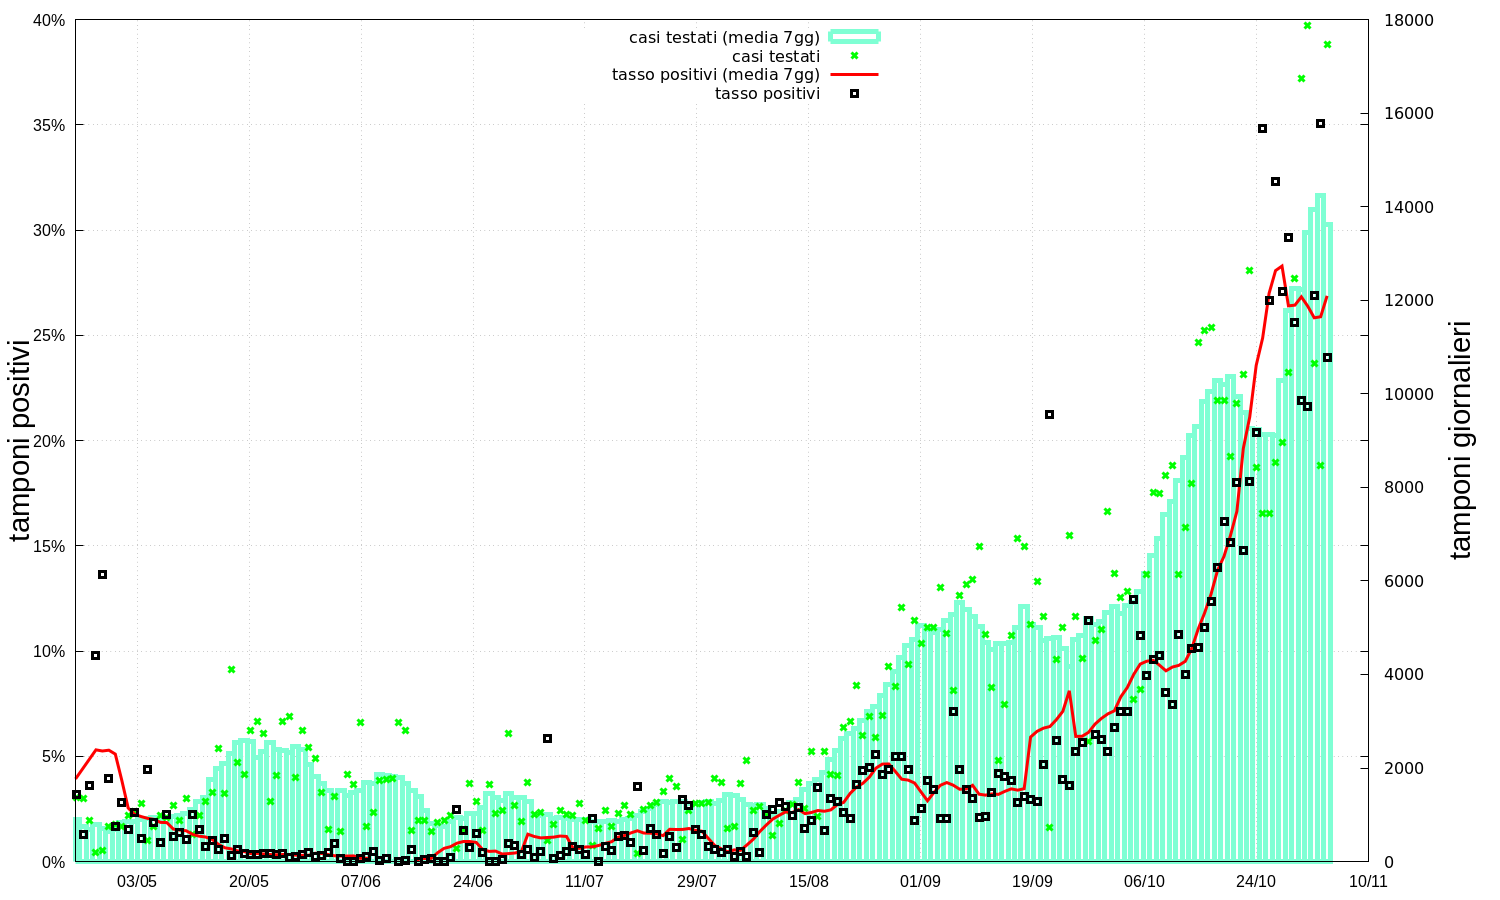 casi testati (media 7gg)
casi testati
tasso positivi (media 7gg)
tasso positivi
tamponi positivi
40%
35%
30%
25%
20%
15%
10%
5%
0%
tamponi giornalieri
18000
16000
14000
12000
10000
8000
6000
4000
2000
0
03/05 20/05 07/06 24/06 11/07 29/07 15/08 01/09 19/09 06/10 24/10 10/11